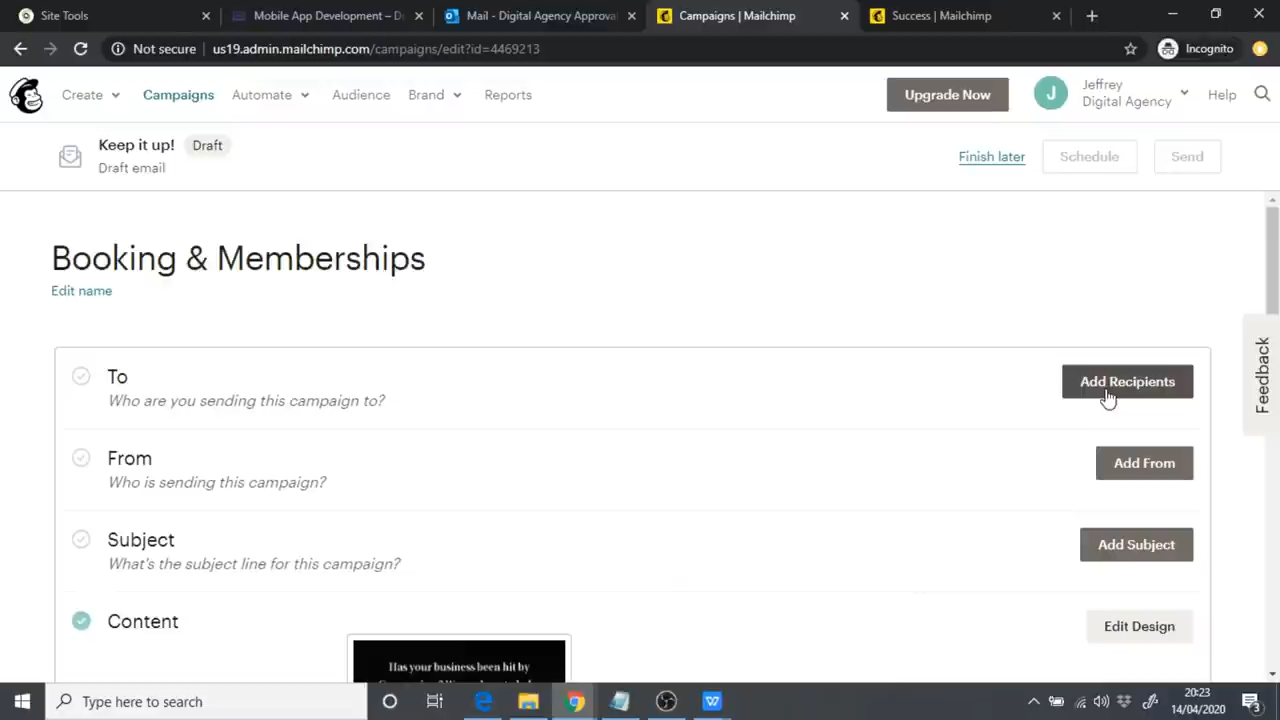 Site Tools
Mobile App Development – D
Mail - Digital Agency Approval
Campaigns | Mailchimp
Success | Mailchimp
Not secure
us19.admin.mailchimp.com/campaigns/edit?id=4469213
Incognito
Create
Campaigns
Automate
Audience
Brand
Reports
Upgrade Now
J
Jeffrey
Digital Agency
Help
Keep it up!
Draft
Draft email
Finish later
Schedule
Send
Booking & Memberships
Edit name
To
Who are you sending this campaign to?
Add Recipients
From
Who is sending this campaign?
Add From
Subject
What's the subject line for this campaign?
Add Subject
Content
Edit Design
Has your business been hit by
Feedback
Type here to search
20:23
14/04/2020
3